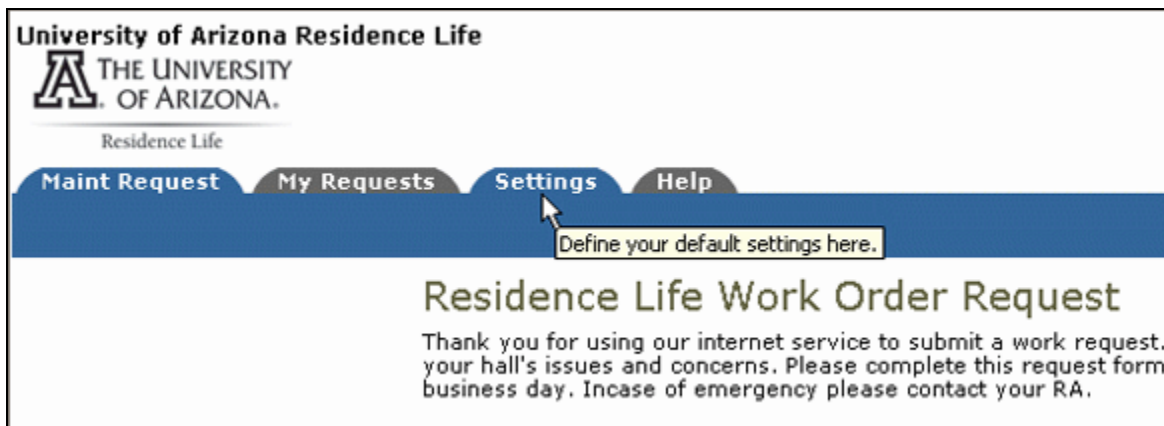 University of Arizona Residence Life
THE UNIVERSITY
OF ARIZONA.
Residence Life
Maint Request My Requests Settings Help
Define your default settings here.
Residence Life Work Order Request
Thank you for using our internet service to submit a work request.
your hall's issues and concerns. Please complete this request form
business day. Incase of emergency please contact your RA.